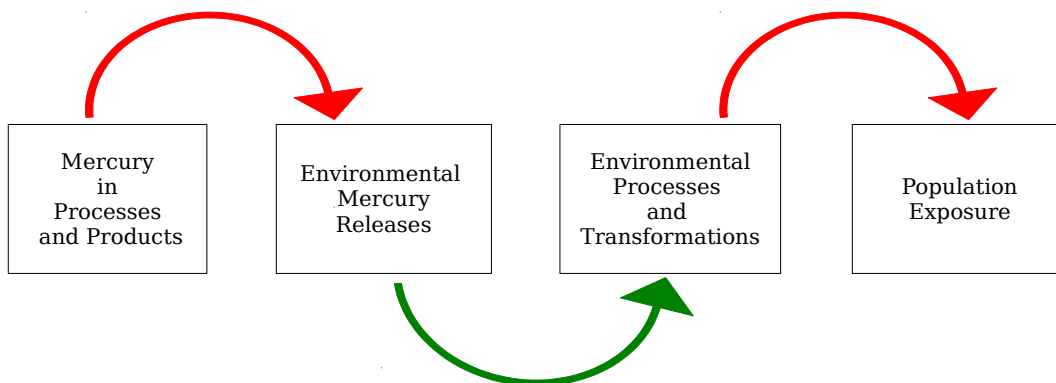 Mercury
in
Processes
and Products
Environmental
Mercury
Releases
Environmental
Processes
and
Transformations
Population
Exposure